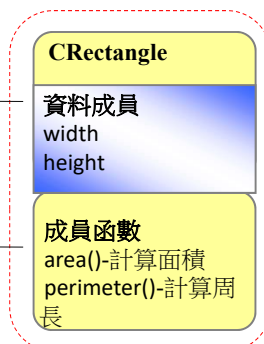 CRectangle
資料成員
width
height
成員函數
area()-計算面積
perimeter()-計算周
長